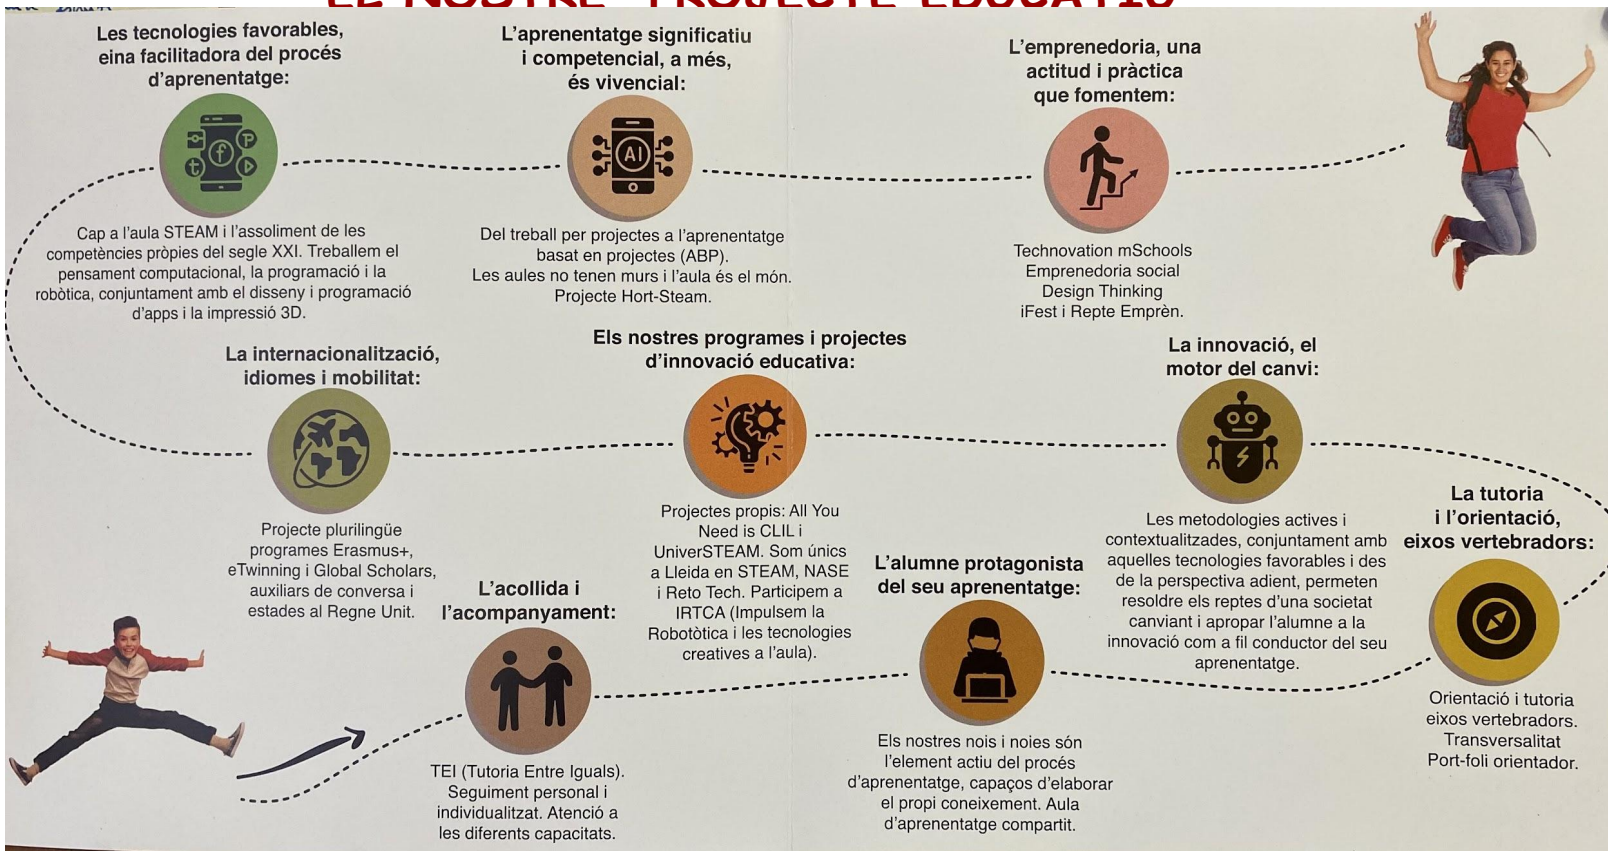 EL NOSTRE PROJECTE EDUCATIU
Les tecnologies favorables,
eina facilitadora del procés
d'aprenentatge:
Cap a l'aula STEAM i l'assoliment de les
competències pròpies del segle XXI. Treballem el
pensament computacional, la programació i la
robòtica, conjuntament amb el disseny i programació
d'apps i la impressió 3D.
L'aprenentatge significatiu
i competencial, a més,
és vivencial:
AI
Del treball per projectes a l'aprenentatge
basat en projectes (ABP).
Les aules no tenen murs i l'aula és el món.
Projecte Hort-Steam.
L'emprenedoria, una
actitud i pràctica
que fomentem:
Technovation mSchools
Emprenedoria social
Design Thinking
iFest i Repte Emprèn.
La internacionalització,
idiomes i mobilitat:
Projecte plurilingüe
programes Erasmus+,
eTwinning i Global Scholars,
auxiliars de conversa i
estades al Regne Unit.
Els nostres programes i projectes
d'innovació educativa:
Projectes propis: All You
Need is CLIL i
UniverSTEAM. Som únics
a Lleida en STEAM, NASE
i Reto Tech. Participem a
IRTCA (Impulsem la
Robotòtica i les tecnologies
creatives a l'aula).
La innovació, el
motor del canvi:
Les metodologies actives i
contextualitzades, conjuntament amb
aquelles tecnologies favorables i des
de la perspectiva adient, permeten
resoldre els reptes d'una societat
canviant i apropar l'alumne a la
innovació com a fil conductor del seu
aprenentatge.
La tutoria
i l'orientació,
eixos vertebradors:
Orientació i tutoria
eixos vertebradors.
Transversalitat
Port-foli orientador.
L'acollida i
l'acompanyament:
TEI (Tutoria Entre Iguals).
Seguiment personal i
individualitzat. Atenció a
les diferents capacitats.
L'alumne protagonista
del seu aprenentatge:
Els nostres nois i noies són
l'element actiu del procés
d'aprenentatge, capaços d'elaborar
el propi coneixement. Aula
d'aprenentatge compartit.